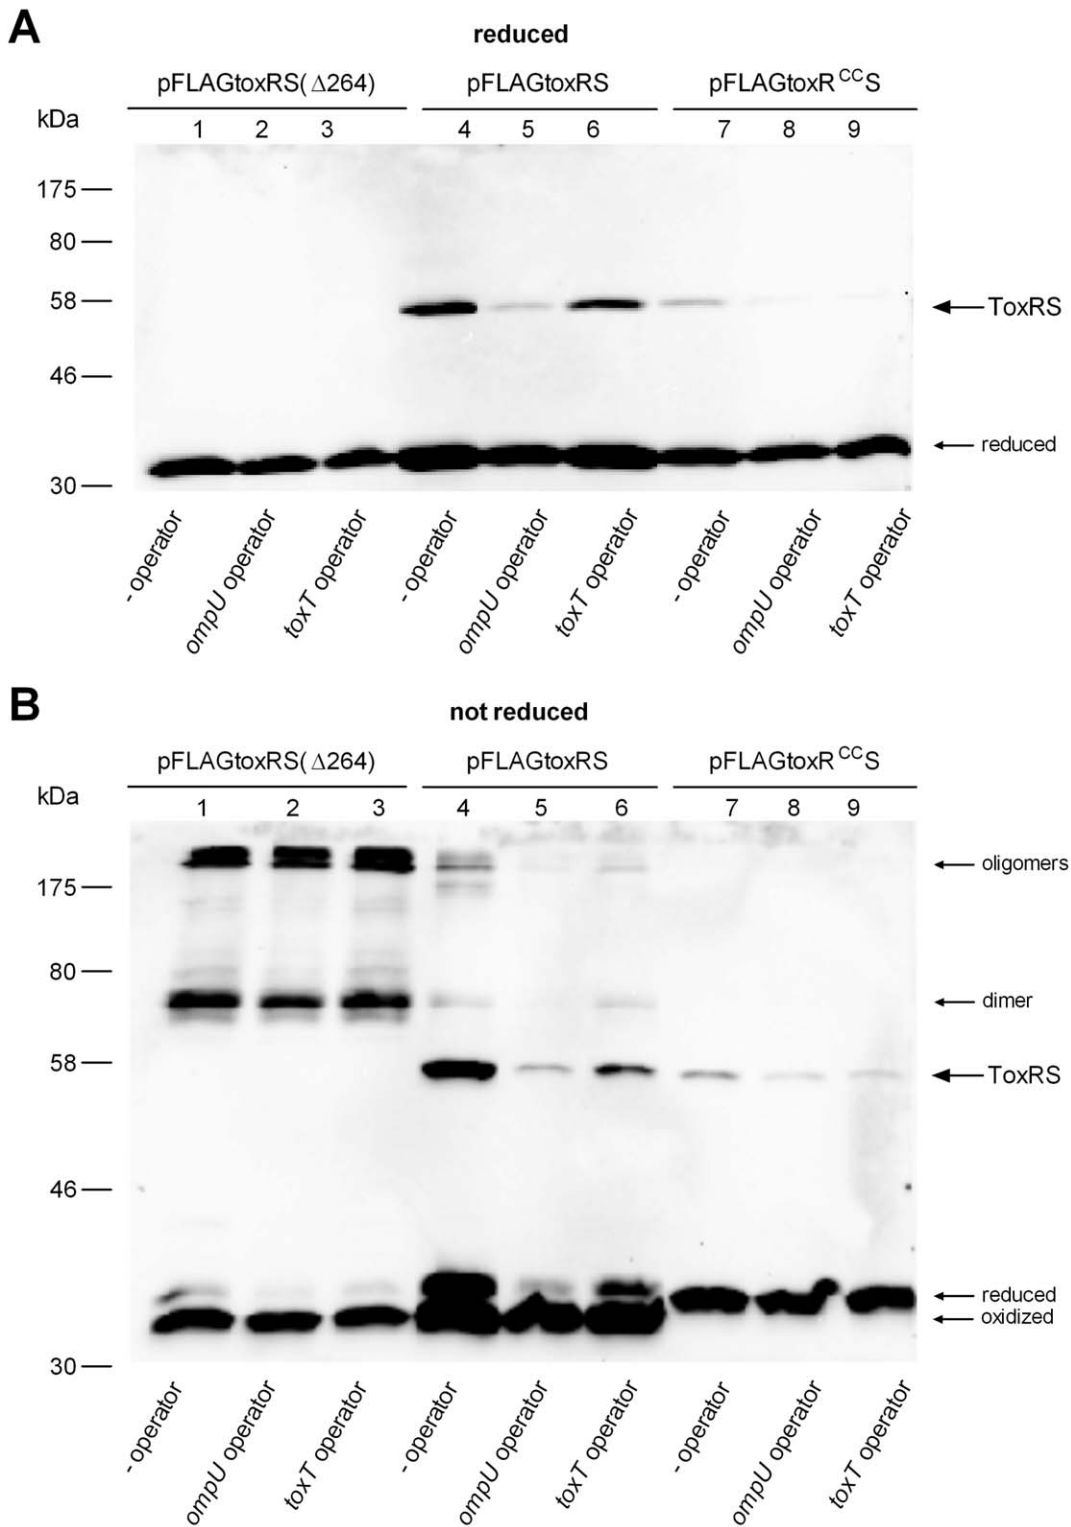 A
reduced
pFLAGtoxRS(Δ264) pFLAGtoxRS pFLAGtoxR CC S
kDa
1 2 3 4 5 6 7 8 9
175
80
58
ToxRS
46
reduced
30
- operator
ompU operator
toxT operator
- operator
ompU operator
toxT operator
- operator
ompU operator
toxT operator
B
not reduced
pFLAGtoxRS(Δ264) pFLAGtoxRS pFLAGtoxR CC S
kDa
1 2 3 4 5 6 7 8 9
oligomers
175
80
dimer
58
ToxRS
46
reduced
oxidized
30
- operator
ompU operator
toxT operator
- operator
ompU operator
toxT operator
- operator
ompU operator
toxT operator